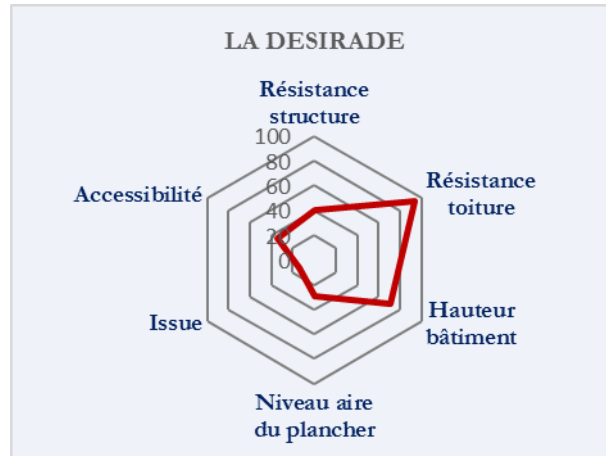 LA DESIRADE
Résistance
structure
100
80
60
40
20
0
Résistance
toiture
Hauteur
bâtiment
Niveau aire
du plancher
Issue
Accessibilité